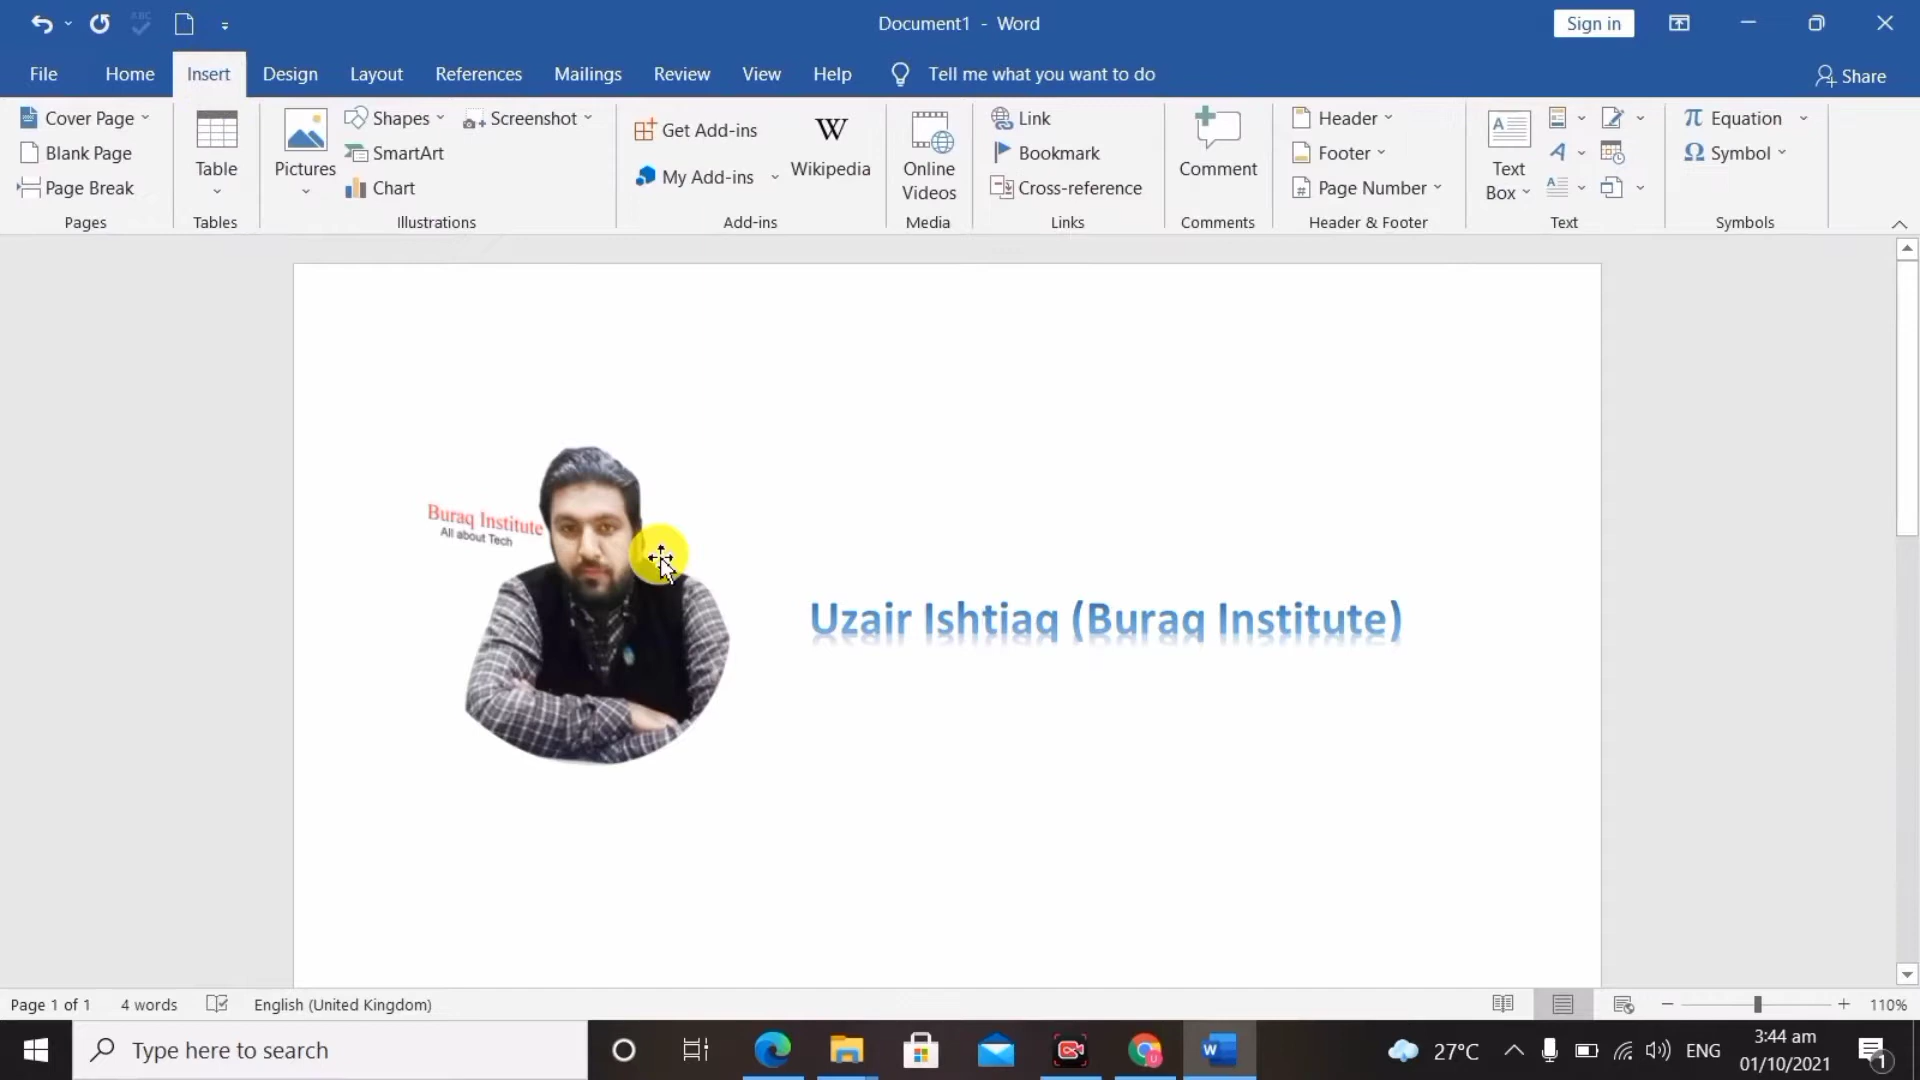 Document1 - Word
Sign in
File Home Insert Design Layout References Mailings Review View Help Tell me what you want to do Share
Cover Page
Blank Page
Page Break
Pages
Table
Tables
Pictures
Shapes
SmartArt
Chart
Screenshot
Illustrations
Get Add-ins
My Add-ins
Wikipedia
Add-ins
Online
Videos
Media
Link
Bookmark
Cross-reference
Links
Comment
Comments
Header
Footer
Page Number
Header & Footer
Text
Box
Text
Equation
Symbol
Symbols
Buraq Institute
All about Tech
Uzair Ishtiaq (Buraq Institute)
Page 1 of 1 4 words English (United Kingdom) 110%
Type here to search
27°C
ENG
3:44 am
01/10/2021
1